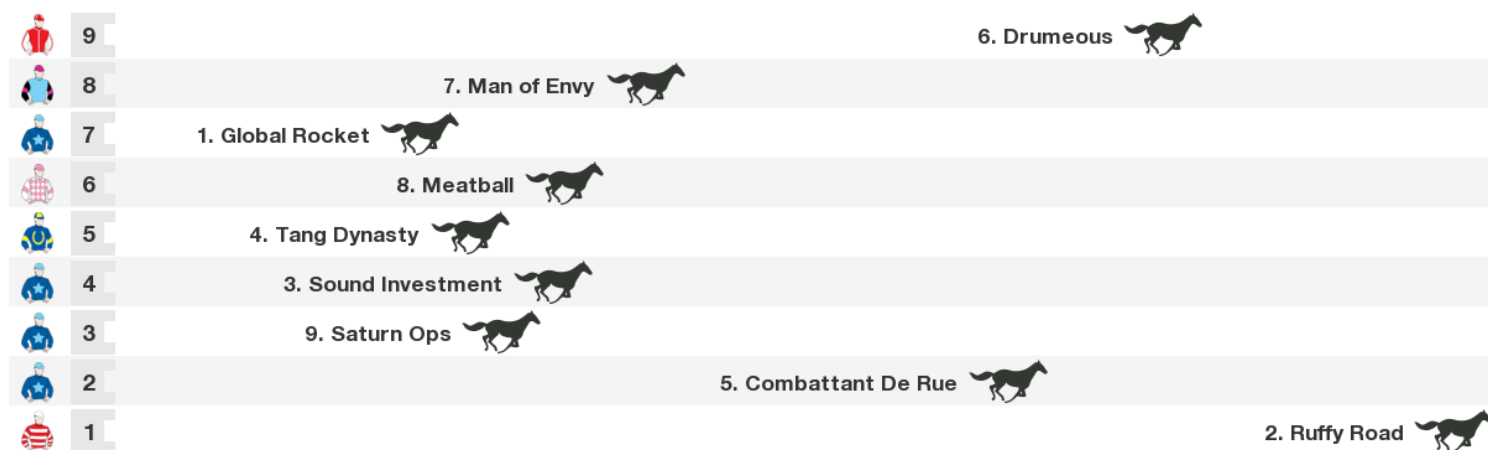 9 6. Drumeous
8 7. Man of Envy
7 1. Global Rocket
6 8. Meatball
5 4. Tang Dynasty
4 3. Sound Investment
3 9. Saturn Ops
2 5. Combattant De Rue
1 2. Ruffy Road